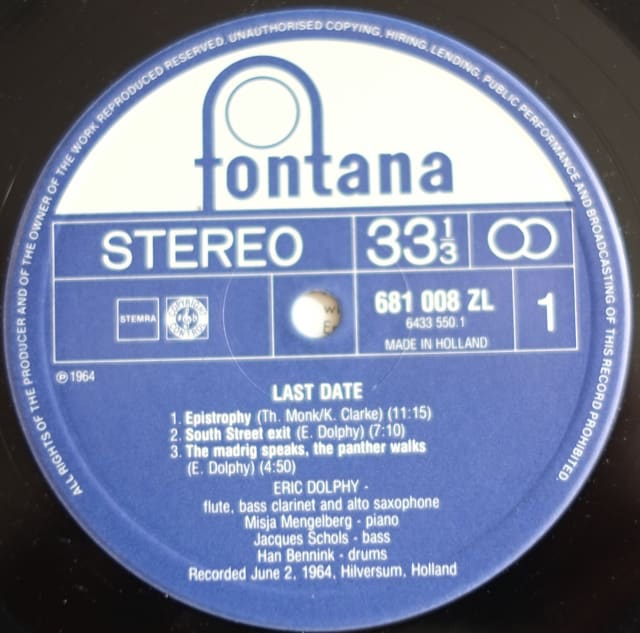 ALL RIGHTS OF THE PRODUCER AND OF THE OWNER OF THE WORK REPRODUCED RESERVED. UNAUTHORISED COPYING, HIRING, LENDING, PUBLIC PERFORMANCE AND BROADCASTING OF THIS RECORD PROHIBITED.
fontana
STEREO
33 1/3
681 008 ZL
6433 550.1
MADE IN HOLLAND
1
STEMRA
COPYRIGHT CONTROL
℗ 1964
LAST DATE
1. Epistrophy (Th. Monk/K. Clarke) (11:15)
2. South Street exit (E. Dolphy) (7:10)
3. The madrig speaks, the panther walks
(E. Dolphy) (4:50)
ERIC DOLPHY -
flute, bass clarinet and alto saxophone
Misja Mengelberg - piano
Jacques Schols - bass
Han Bennink - drums
Recorded June 2, 1964, Hilversum, Holland